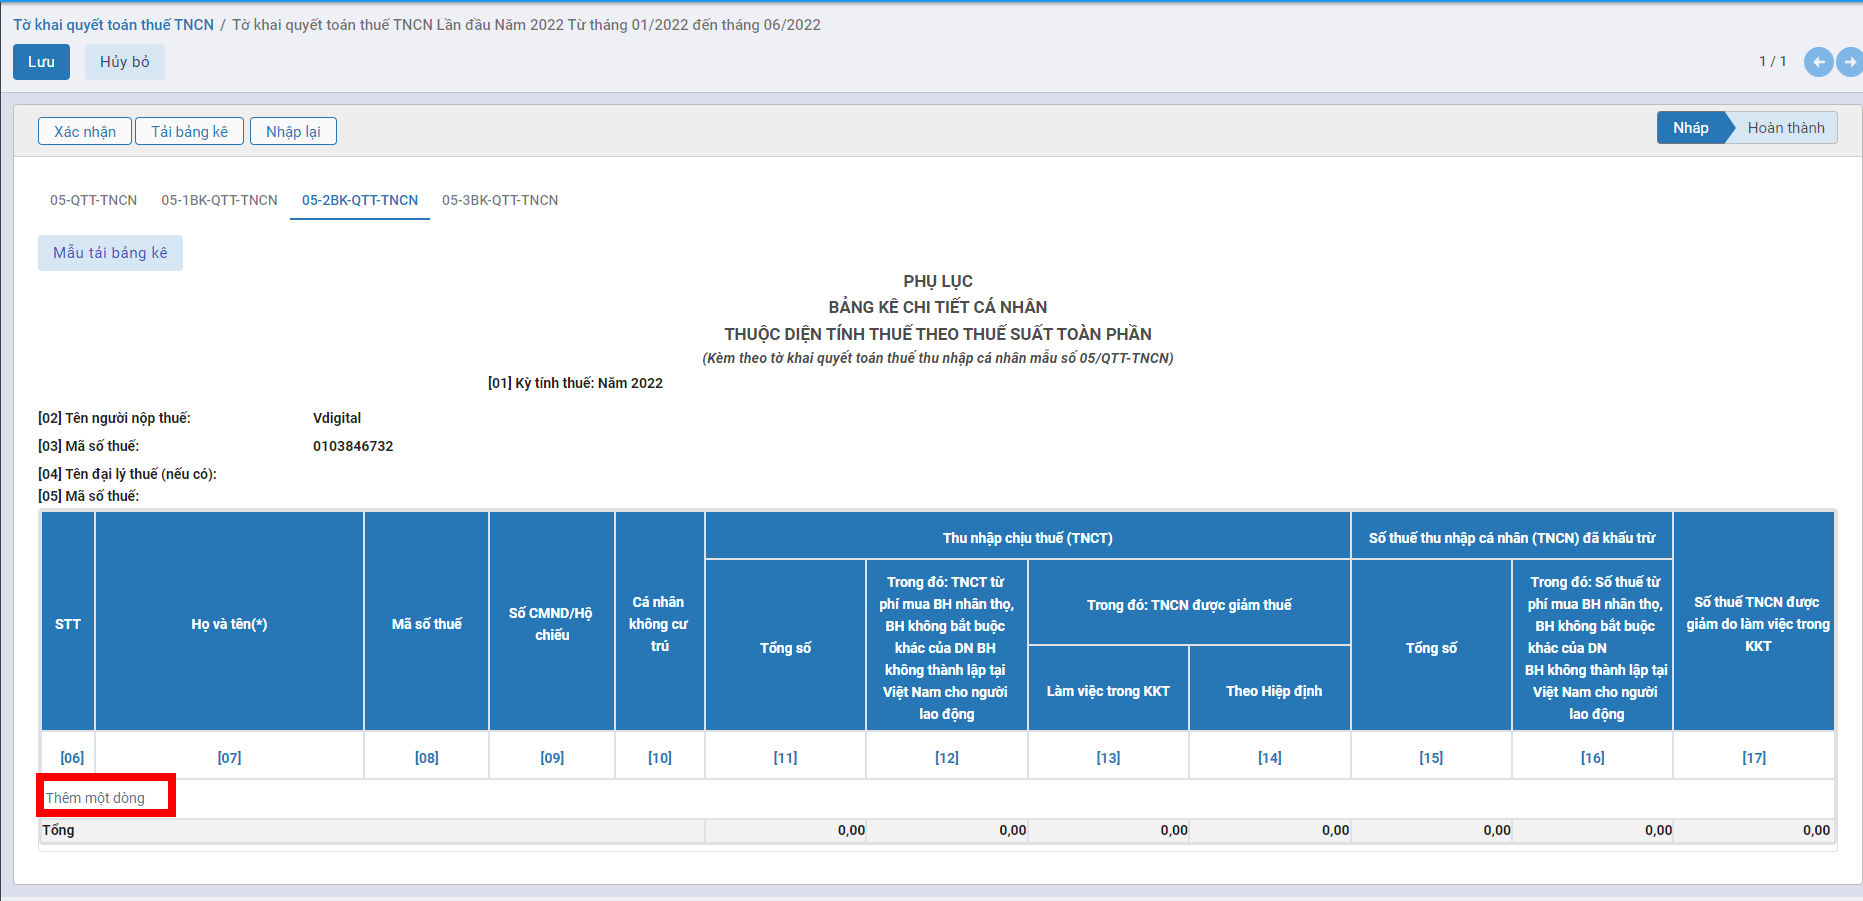 Tờ khai quyết toán thuế TNCN / Tờ khai quyết toán thuế TNCN Lần đầu Năm 2022 Từ tháng 01/2022 đến tháng 06/2022
Lưu Hủy bỏ 1 / 1
Xác nhận Tải bảng kê Nhập lại Nháp Hoàn thành
05-QTT-TNCN 05-1BK-QTT-TNCN 05-2BK-QTT-TNCN 05-3BK-QTT-TNCN
Mẫu tải bảng kê
PHỤ LỤC
BẢNG KÊ CHI TIẾT CÁ NHÂN
THUỘC DIỆN TÍNH THUẾ THEO THUẾ SUẤT TOÀN PHẦN
(Kèm theo tờ khai quyết toán thuế thu nhập cá nhân mẫu số 05/QTT-TNCN)
[01] Kỳ tính thuế: Năm 2022
[02] Tên người nộp thuế: Vdigital
[03] Mã số thuế: 0103846732
[04] Tên đại lý thuế (nếu có):
[05] Mã số thuế:
STT
Họ và tên(*)
Mã số thuế
Số CMND/Hộ
chiếu
Cá nhân
không cư
trú
Thu nhập chịu thuế (TNCT)
Tổng số
Trong đó: TNCT từ
phí mua BH nhân thọ,
BH không bắt buộc
khác của DN BH
không thành lập tại
Việt Nam cho người
lao động
Trong đó: TNCN được giảm thuế
Làm việc trong KKT
Theo Hiệp định
Số thuế thu nhập cá nhân (TNCN) đã khấu trừ
Tổng số
Trong đó: Số thuế từ
phí mua BH nhân thọ,
BH không bắt buộc
khác của DN
BH không thành lập tại
Việt Nam cho người
lao động
Số thuế TNCN được
giảm do làm việc trong
KKT
[06] [07] [08] [09] [10] [11] [12] [13] [14] [15] [16] [17]
Thêm một dòng
Tổng 0,00 0,00 0,00 0,00 0,00 0,00 0,00